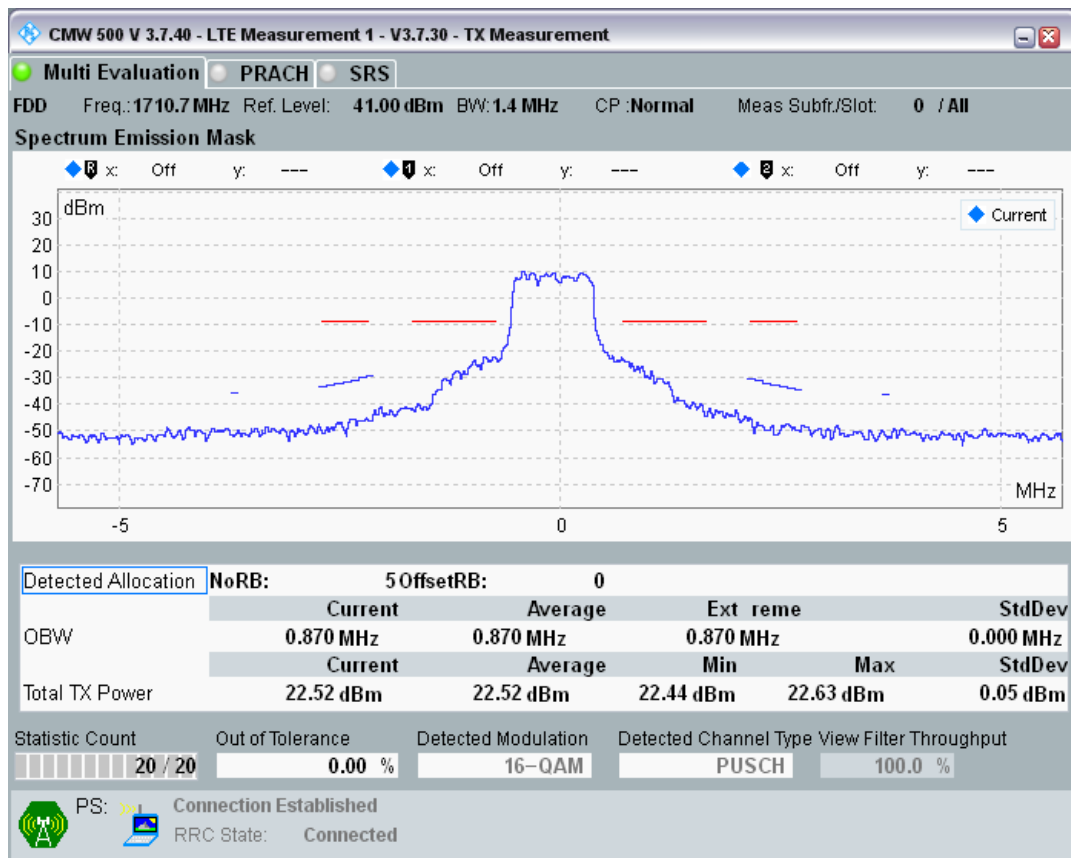 CMW 500 V 3.7.40 - LTE Measurement 1 - V3.7.30 - TX Measurement
Multi Evaluation PRACH SRS
FDD Freq.:1710.7 MHz Ref. Level: 41.00 dBm BW:1.4 MHz CP :Normal Meas Subfr./Slot: 0 / All
Spectrum Emission Mask
R x: Off y: --- 1 x: Off y: --- 2 x: Off y: ---
dBm
Current
30
20
10
0
-10
-20
-30
-40
-50
-60
-70
MHz
-5 0 5
Detected Allocation NoRB: 5 OffsetRB: 0
Current Average Ext reme StdDev
OBW 0.870 MHz 0.870 MHz 0.870 MHz 0.000 MHz
Current Average Min Max StdDev
Total TX Power 22.52 dBm 22.52 dBm 22.44 dBm 22.63 dBm 0.05 dBm
Statistic Count Out of Tolerance Detected Modulation Detected Channel Type View Filter Throughput
20 / 20 0.00 % 16-QAM PUSCH 100.0 %
PS: Connection Established
RRC State: Connected